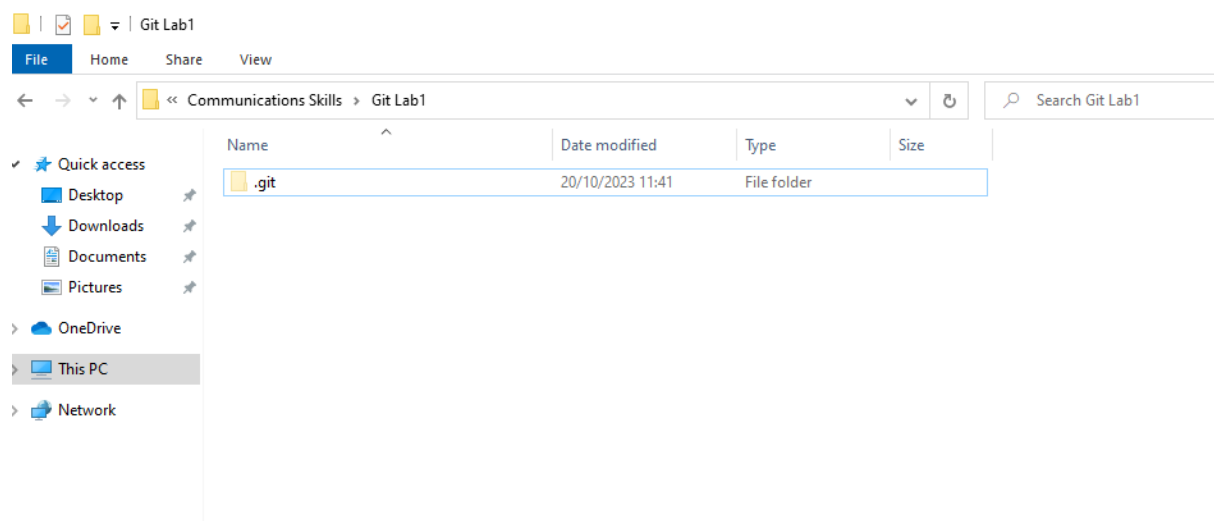 Git Lab1
File Home Share View
« Communications Skills > Git Lab1 Search Git Lab1
Name Date modified Type Size
Quick access
.git 20/10/2023 11:41 File folder
Desktop
Downloads
Documents
Pictures
OneDrive
This PC
Network